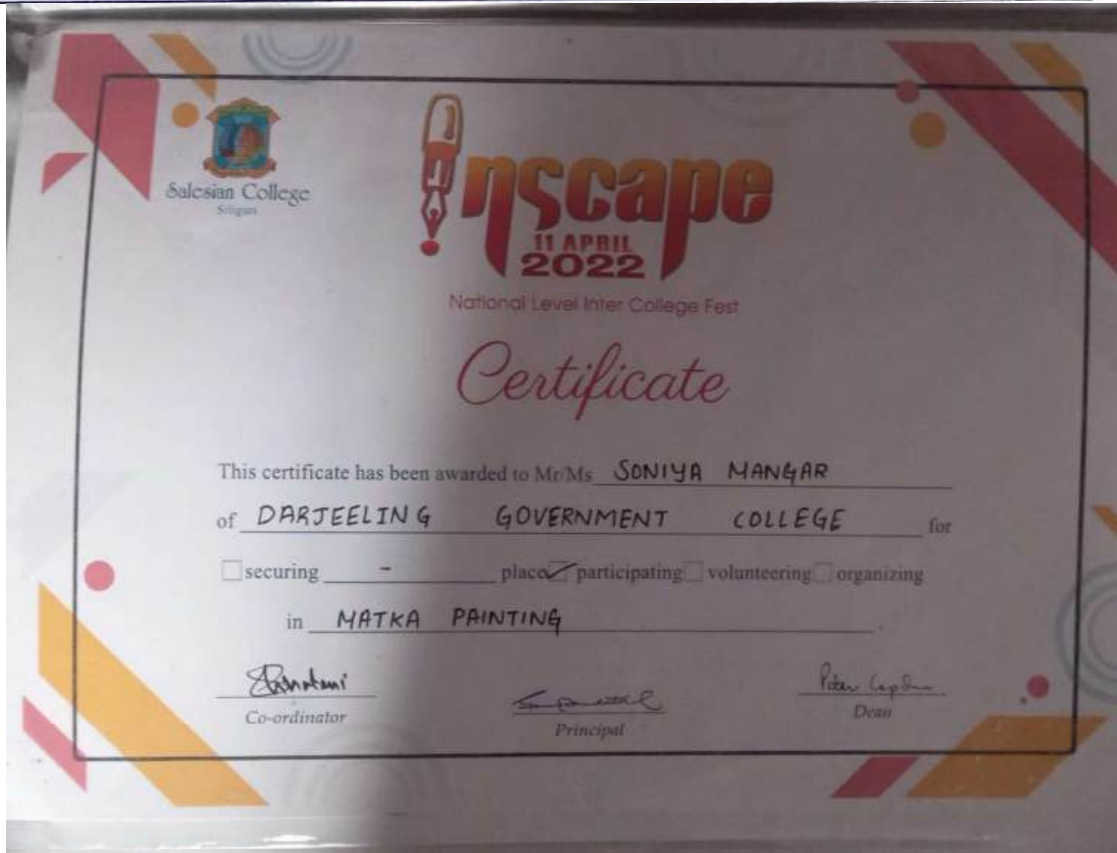 Salesian College
Siliguri
Inscape
11 APRIL
2022
National Level Inter College Fest
Certificate
This certificate has been awarded to Mr/Ms SONIYA MANGAR
of DARJEELING GOVERNMENT COLLEGE for
securing - place participating volunteering organizing
in MATKA PAINTING
Co-ordinator
Principal
Dean